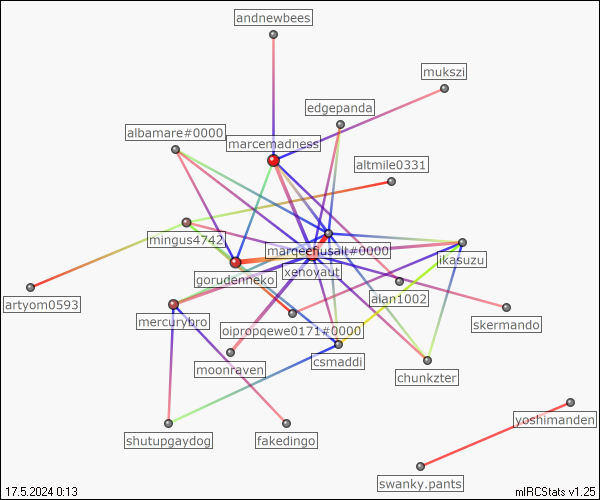 andnewbees
mukszi
edgepanda
albamare#0000
marcemadness
altmile0331
mingus4742
marqeefusali#0000
ikasuzu
xenoyaut
gorudenneko
artyom0593
alan1002
mercurybro
oipropqewe0171#0000
skermando
moonraven
csmaddi
chunkzter
yoshimanden
shutupgaydog
fakedingo
swanky.pants
17.5.2024 0:13
mIRCStats v1.25